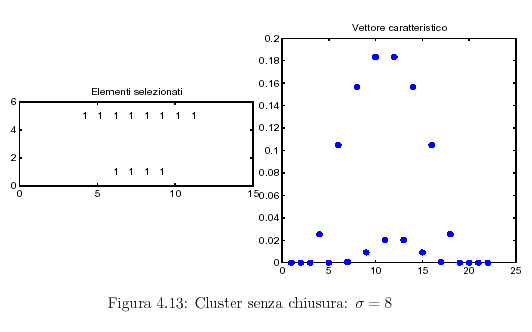 Elementi selezionati
6
4
2
0
1 1 1 1 1 1 1 1
1 1 1 1
0 5 10 15
Vettore caratteristico
0.2
0.18
0.16
0.14
0.12
0.1
0.08
0.06
0.04
0.02
0
0 5 10 15 20 25
Figura 4.13: Cluster senza chiusura: σ = 8